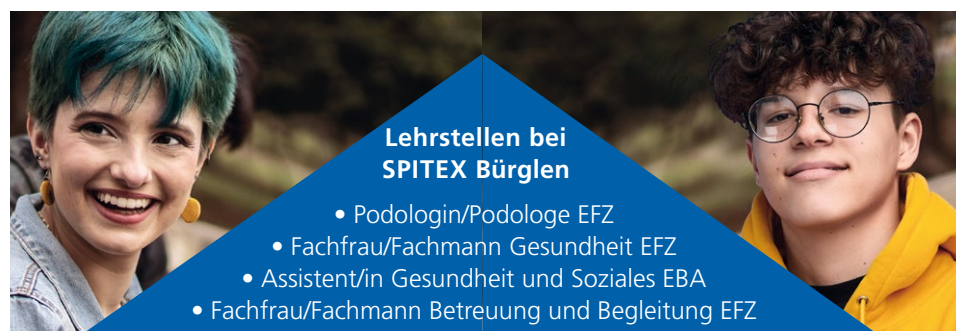 Lehrstellen bei
SPITEX Bürglen
• Podologin/Podologe EFZ
• Fachfrau/Fachmann Gesundheit EFZ
• Assistent/in Gesundheit und Soziales EBA
• Fachfrau/Fachmann Betreuung und Begleitung EFZ